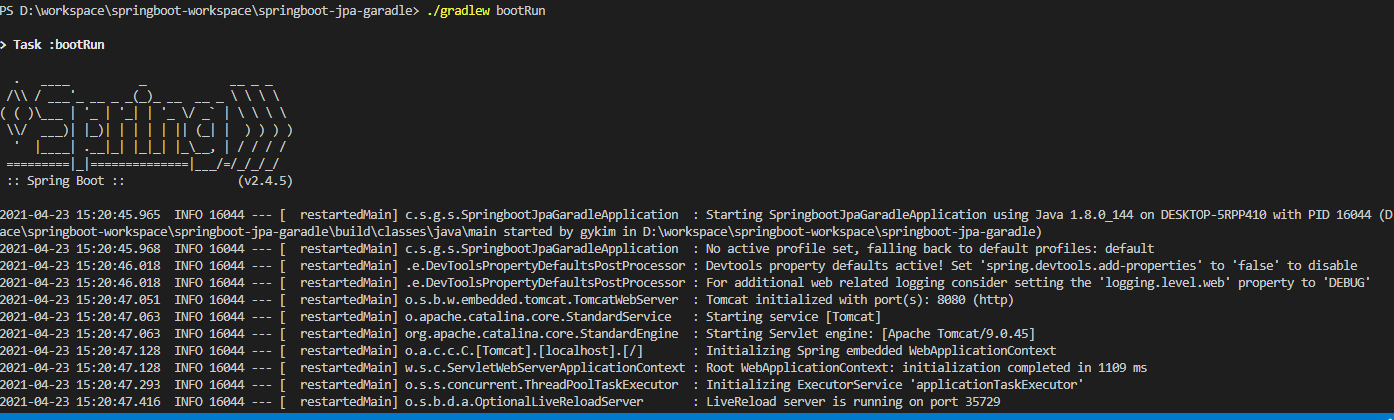 PS D:\workspace\springboot-workspace\springboot-jpa-garadle> ./gradlew bootRun
> Task :bootRun
  .   ____          _            __ _ _
 /\\ / ___'_ __ _ _(_)_ __  __ _ \ \ \ \
( ( )\___ | '_ | '_| | '_ \/ _` | \ \ \ \
 \\/  ___)| |_)| | | | | || (_| |  ) ) ) )
  '  |____| .__|_| |_|_| |_\__, | / / / /
 =========|_|==============|___/=/_/_/_/
 :: Spring Boot ::                (v2.4.5)
2021-04-23 15:20:45.965  INFO 16044 --- [  restartedMain] c.s.g.s.SpringbootJpaGaradleApplication  : Starting SpringbootJpaGaradleApplication using Java 1.8.0_144 on DESKTOP-5RPP410 with PID 16044 (D
ace\springboot-workspace\springboot-jpa-garadle\build\classes\java\main started by gykim in D:\workspace\springboot-workspace\springboot-jpa-garadle)
2021-04-23 15:20:45.968  INFO 16044 --- [  restartedMain] c.s.g.s.SpringbootJpaGaradleApplication  : No active profile set, falling back to default profiles: default
2021-04-23 15:20:46.018  INFO 16044 --- [  restartedMain] .e.DevToolsPropertyDefaultsPostProcessor : Devtools property defaults active! Set 'spring.devtools.add-properties' to 'false' to disable
2021-04-23 15:20:46.018  INFO 16044 --- [  restartedMain] .e.DevToolsPropertyDefaultsPostProcessor : For additional web related logging consider setting the 'logging.level.web' property to 'DEBUG'
2021-04-23 15:20:47.051  INFO 16044 --- [  restartedMain] o.s.b.w.embedded.tomcat.TomcatWebServer  : Tomcat initialized with port(s): 8080 (http)
2021-04-23 15:20:47.063  INFO 16044 --- [  restartedMain] o.apache.catalina.core.StandardService   : Starting service [Tomcat]
2021-04-23 15:20:47.063  INFO 16044 --- [  restartedMain] org.apache.catalina.core.StandardEngine  : Starting Servlet engine: [Apache Tomcat/9.0.45]
2021-04-23 15:20:47.128  INFO 16044 --- [  restartedMain] o.a.c.c.C.[Tomcat].[localhost].[/]       : Initializing Spring embedded WebApplicationContext
2021-04-23 15:20:47.128  INFO 16044 --- [  restartedMain] w.s.c.ServletWebServerApplicationContext : Root WebApplicationContext: initialization completed in 1109 ms
2021-04-23 15:20:47.293  INFO 16044 --- [  restartedMain] o.s.s.concurrent.ThreadPoolTaskExecutor  : Initializing ExecutorService 'applicationTaskExecutor'
2021-04-23 15:20:47.416  INFO 16044 --- [  restartedMain] o.s.b.d.a.OptionalLiveReloadServer       : LiveReload server is running on port 35729